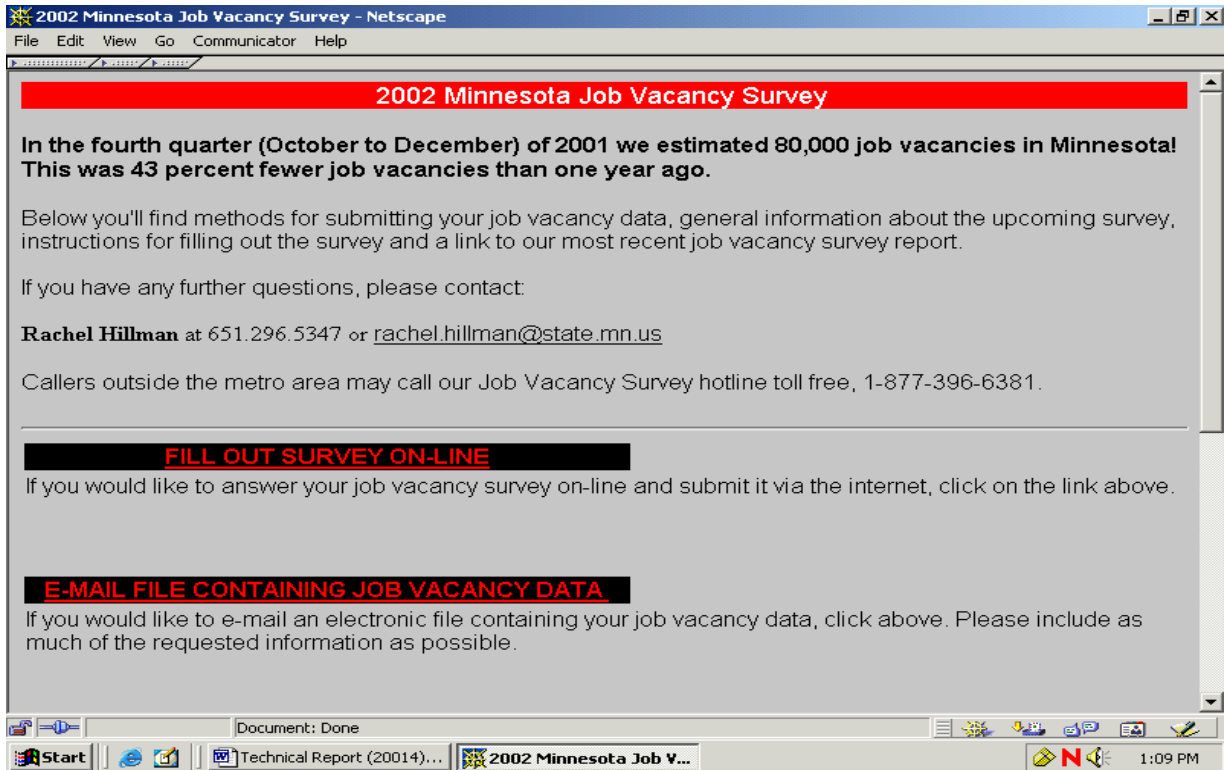 2002 Minnesota Job Vacancy Survey - Netscape
File Edit View Go Communicator Help
2002 Minnesota Job Vacancy Survey
In the fourth quarter (October to December) of 2001 we estimated 80,000 job vacancies in Minnesota!
This was 43 percent fewer job vacancies than one year ago.
Below you'll find methods for submitting your job vacancy data, general information about the upcoming survey,
instructions for filling out the survey and a link to our most recent job vacancy survey report.
If you have any further questions, please contact:
Rachel Hillman at 651.296.5347 or rachel.hillman@state.mn.us
Callers outside the metro area may call our Job Vacancy Survey hotline toll free, 1-877-396-6381.
FILL OUT SURVEY ON-LINE
If you would like to answer your job vacancy survey on-line and submit it via the internet, click on the link above.
E-MAIL FILE CONTAINING JOB VACANCY DATA
If you would like to e-mail an electronic file containing your job vacancy data, click above. Please include as
much of the requested information as possible.
Document: Done
Start Technical Report (20014)... 2002 Minnesota Job V... N 1:09 PM